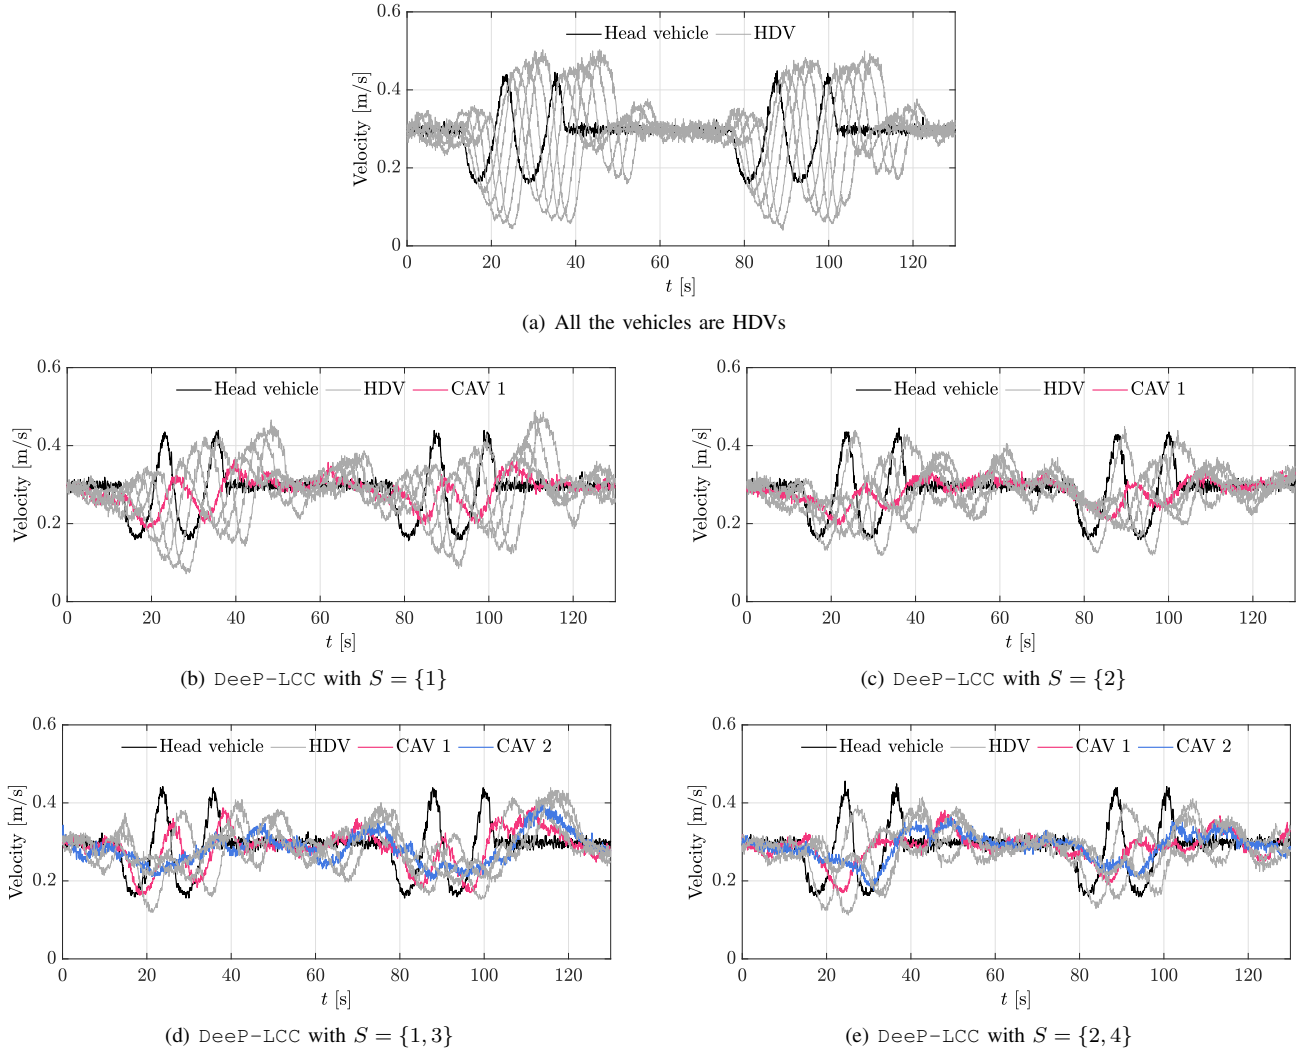 Head vehicle HDV
Velocity [m/s]
0.6
0.4
0.2
0
0 20 40 60 80 100 120
t [s]
(a) All the vehicles are HDVs
Head vehicle HDV CAV 1
Velocity [m/s]
0.6
0.4
0.2
0
0 20 40 60 80 100 120
t [s]
(b) DeeP-LCC with S = {1}
Head vehicle HDV CAV 1
Velocity [m/s]
0.6
0.4
0.2
0
0 20 40 60 80 100 120
t [s]
(c) DeeP-LCC with S = {2}
Head vehicle HDV CAV 1 CAV 2
Velocity [m/s]
0.6
0.4
0.2
0
0 20 40 60 80 100 120
t [s]
(d) DeeP-LCC with S = {1, 3}
Head vehicle HDV CAV 1 CAV 2
Velocity [m/s]
0.6
0.4
0.2
0
0 20 40 60 80 100 120
t [s]
(e) DeeP-LCC with S = {2, 4}